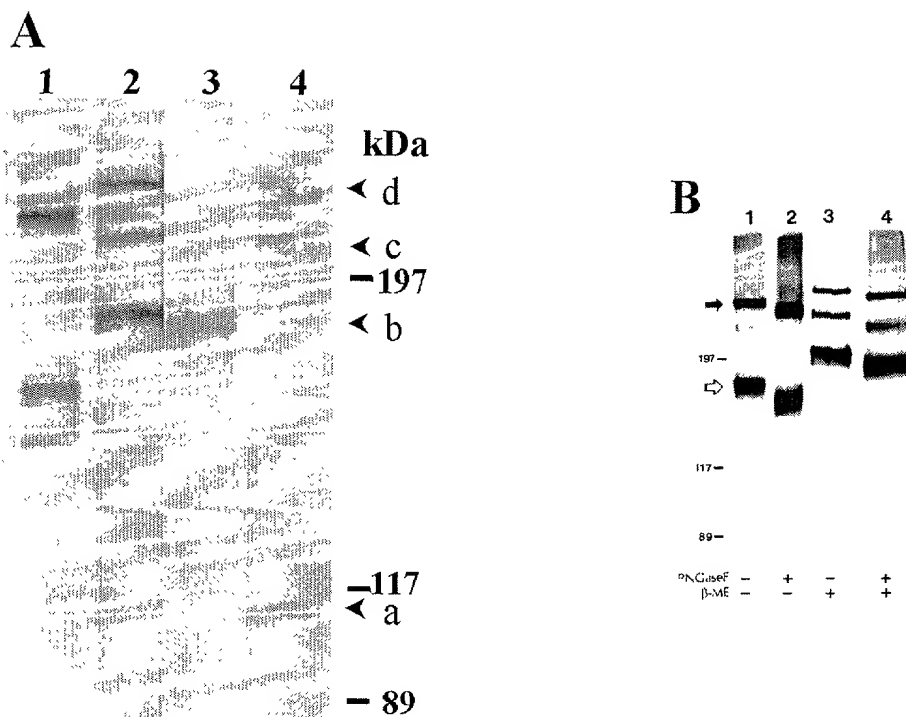 A
1 2 3 4
kDa
d
c
197
b
117
a
89
B
1 2 3 4
197
117
89
PNGaseF - + - +
β-ME - - + +